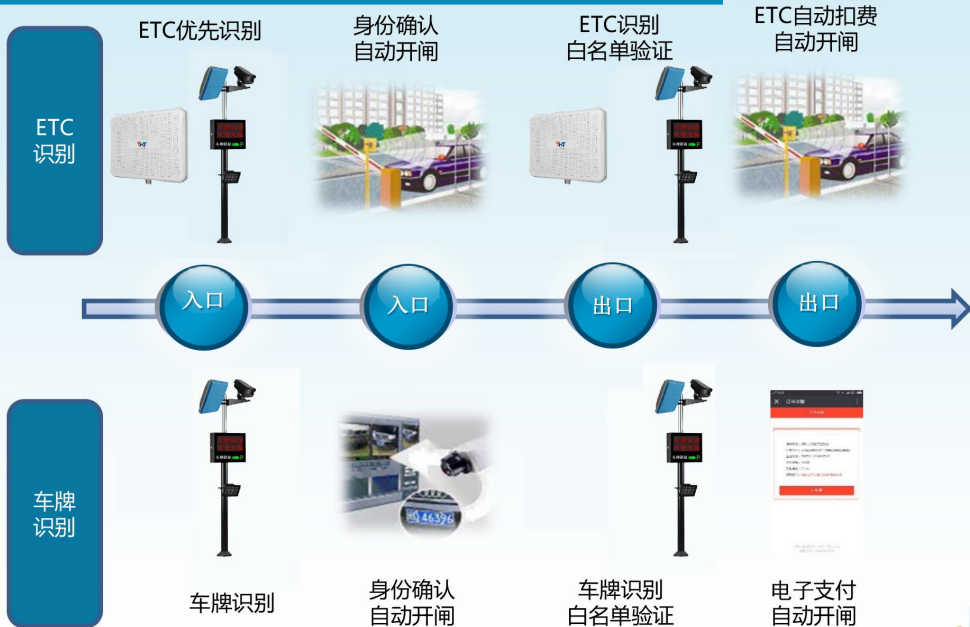 ETC优先识别
身份确认
自动开闸
ETC识别
白名单验证
ETC自动扣费
自动开闸
ETC
识别
入口
入口
出口
出口
车牌
识别
46396
车牌识别
身份确认
自动开闸
车牌识别
白名单验证
电子支付
自动开闸